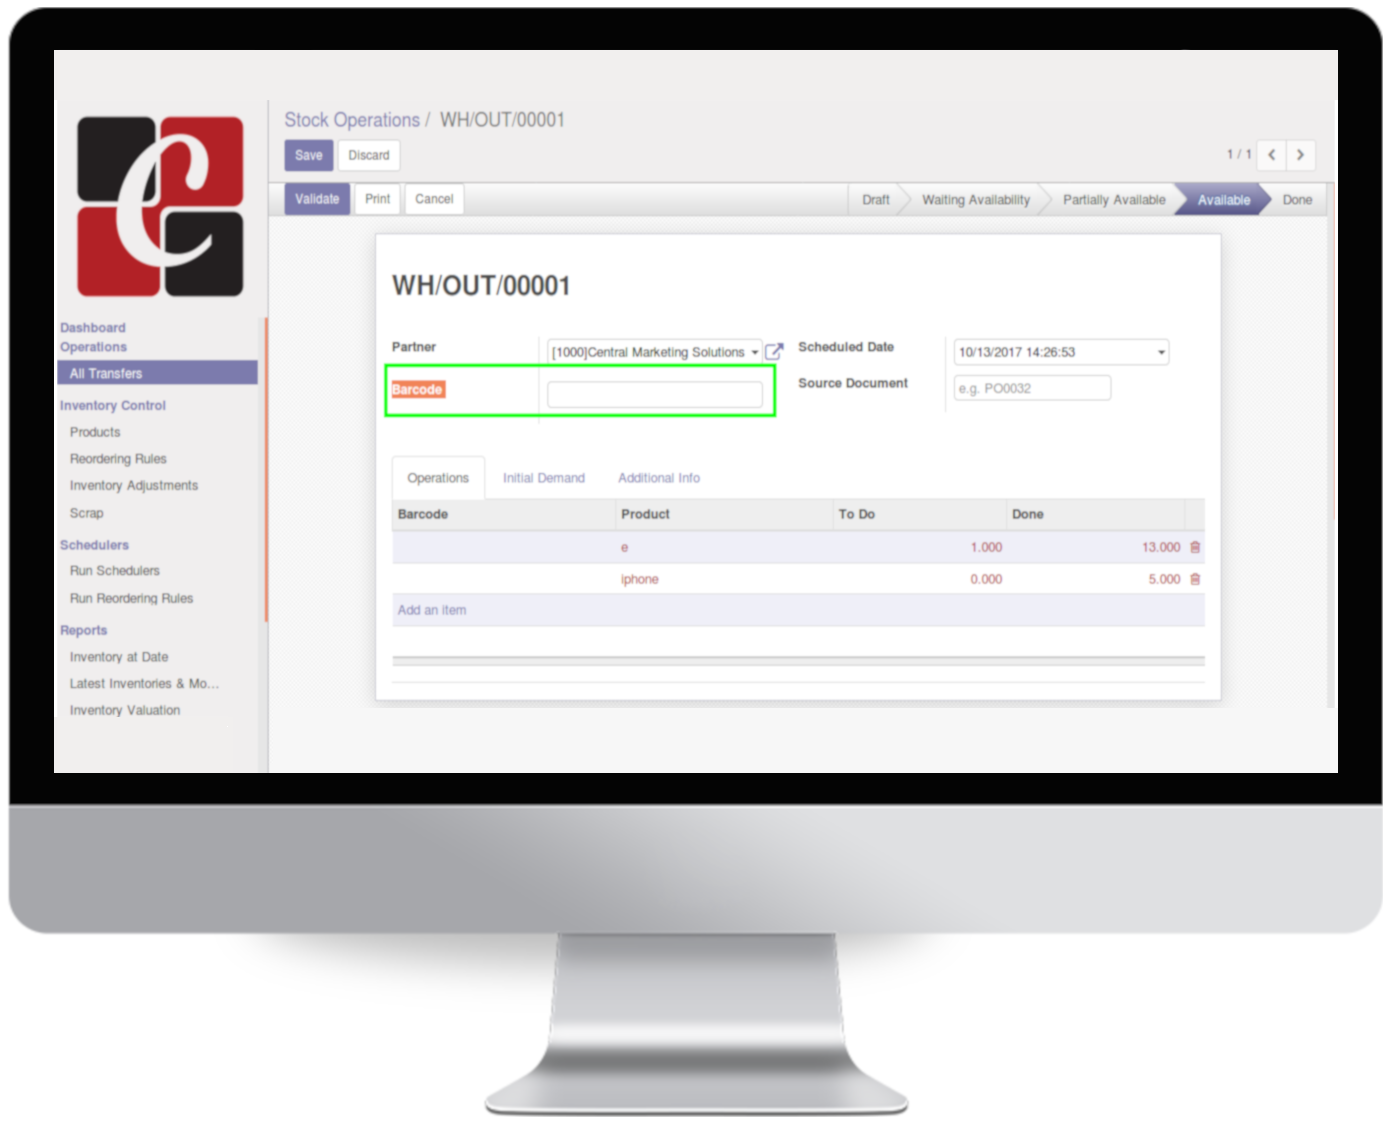 Stock Operations / WH/OUT/00001
Save Discard 1 / 1
Validate Print Cancel Draft Waiting Availability Partially Available Available Done
C
Dashboard
Operations
All Transfers
Inventory Control
Products
Reordering Rules
Inventory Adjustments
Scrap
Schedulers
Run Schedulers
Run Reordering Rules
Reports
Inventory at Date
Latest Inventories & Mo...
Inventory Valuation
WH/OUT/00001
Partner [1000]Central Marketing Solutions Scheduled Date 10/13/2017 14:26:53
Barcode Source Document e.g. PO0032
Operations Initial Demand Additional Info
Barcode Product To Do Done
e 1.000 13.000
iphone 0.000 5.000
Add an item